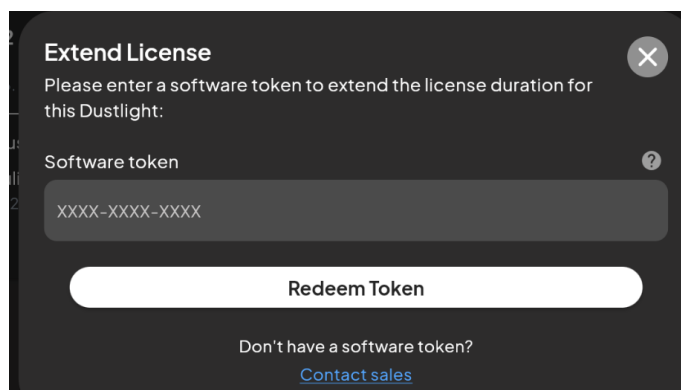 Extend License
Please enter a software token to extend the license duration for
this Dustlight:
Software token
?
XXXX-XXXX-XXXX
Redeem Token
Don't have a software token?
Contact sales